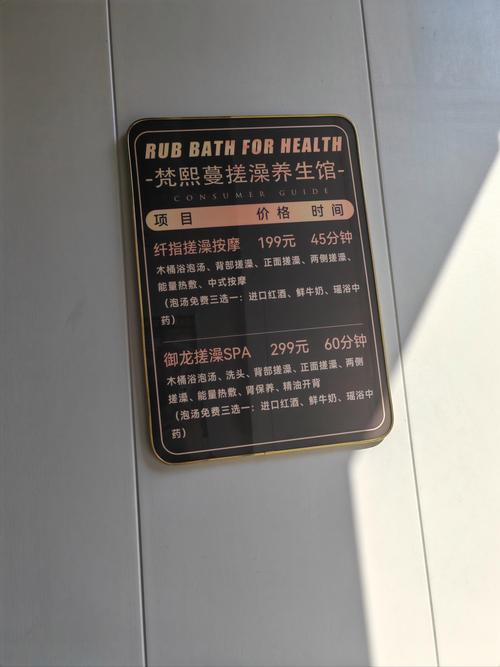 RUB BATH FOR HEALTH
-梵熙蔓搓澡养生馆-
CONSUMER GUIDE
项目 价格 时间
纤指搓澡按摩 199元 45分钟
木桶浴泡汤、背部搓澡、正面搓澡、两侧搓澡、
能量热敷、中式按摩
（泡汤免费三选一：进口红酒、鲜牛奶、瑶浴中
药）
御龙搓澡SPA 299元 60分钟
木桶浴泡汤、洗头、背部搓澡、正面搓澡、两侧
搓澡、能量热敷、肾保养、精油开背
（泡汤免费三选一：进口红酒、鲜牛奶、瑶浴中
药）